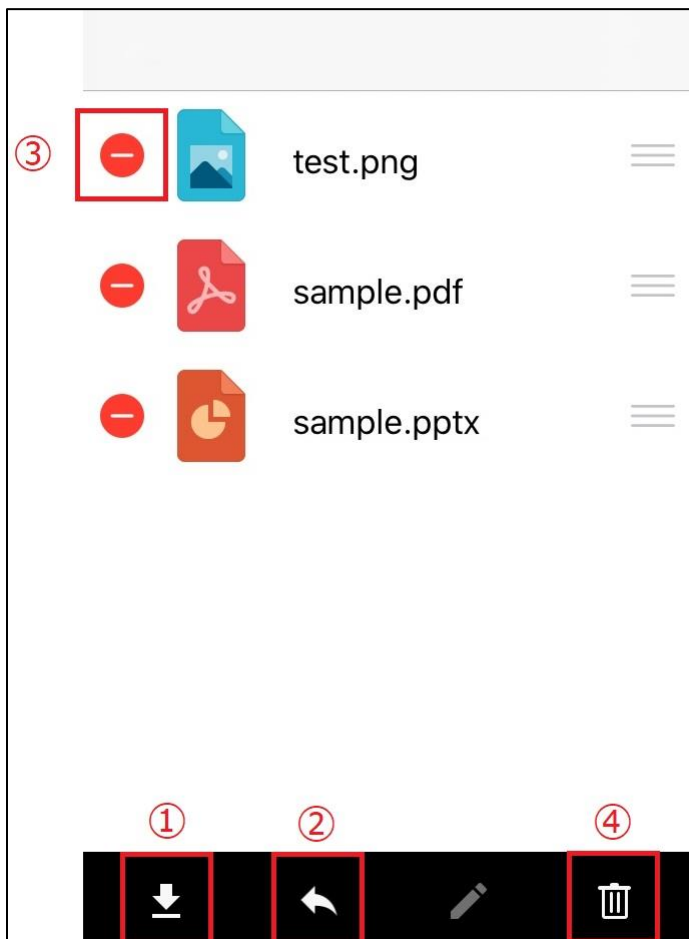 ③ test.png
sample.pdf
sample.pptx
① ② ④